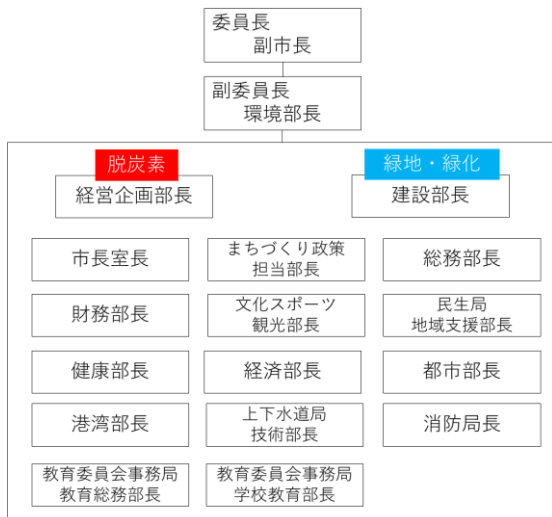 委員長
副市長
副委員長
環境部長
脱炭素
経営企画部長
緑地・緑化
建設部長
市長室長
まちづくり政策
担当部長
総務部長
財務部長
文化スポーツ
観光部長
民生局
地域支援部長
健康部長
経済部長
都市部長
港湾部長
上下水道局
技術部長
消防局長
教育委員会事務局
教育総務部長
教育委員会事務局
学校教育部長